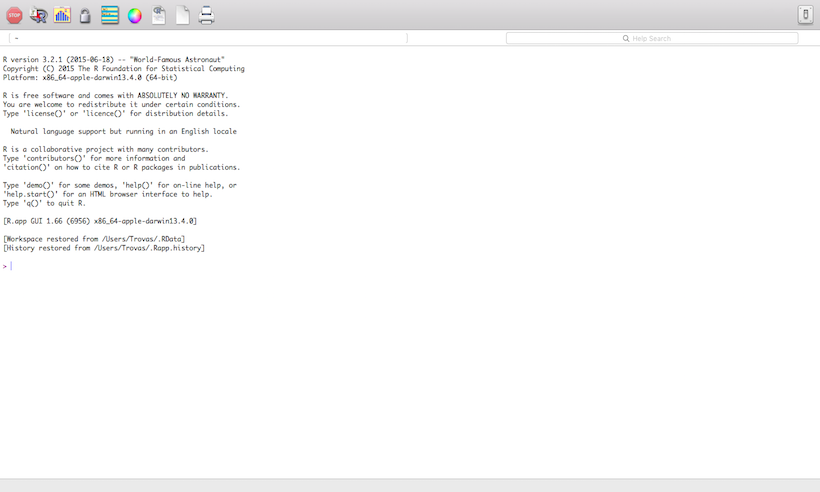 STOP
~
Help Search
R version 3.2.1 (2015-06-18) -- "World-Famous Astronaut"
Copyright (C) 2015 The R Foundation for Statistical Computing
Platform: x86_64-apple-darwin13.4.0 (64-bit)
R is free software and comes with ABSOLUTELY NO WARRANTY.
You are welcome to redistribute it under certain conditions.
Type 'license()' or 'licence()' for distribution details.
Natural language support but running in an English locale
R is a collaborative project with many contributors.
Type 'contributors()' for more information and
'citation()' on how to cite R or R packages in publications.
Type 'demo()' for some demos, 'help()' for on-line help, or
'help.start()' for an HTML browser interface to help.
Type 'q()' to quit R.
[R.app GUI 1.66 (6956) x86_64-apple-darwin13.4.0]
[Workspace restored from /Users/Trovas/.RData]
[History restored from /Users/Trovas/.Rapp.history]
>